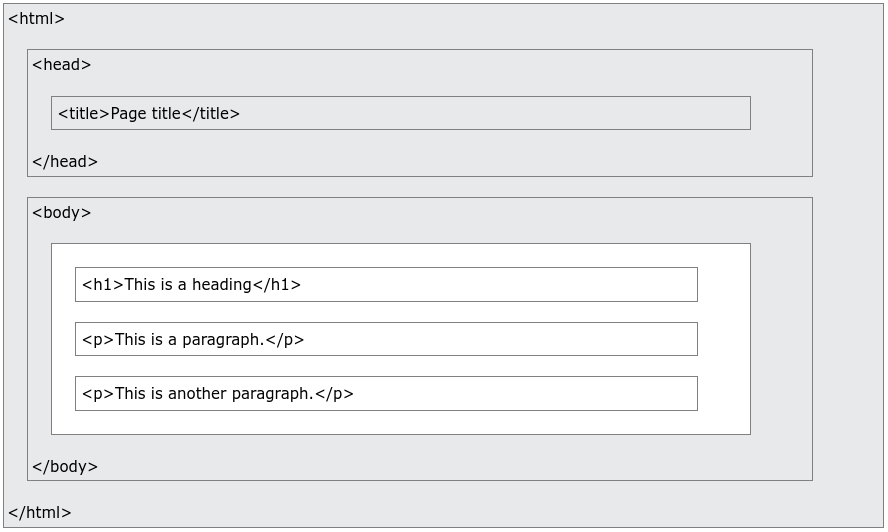 <html>
<head>
<title>Page title</title>
</head>
<body>
<h1>This is a heading</h1>
<p>This is a paragraph.</p>
<p>This is another paragraph.</p>
</body>
</html>